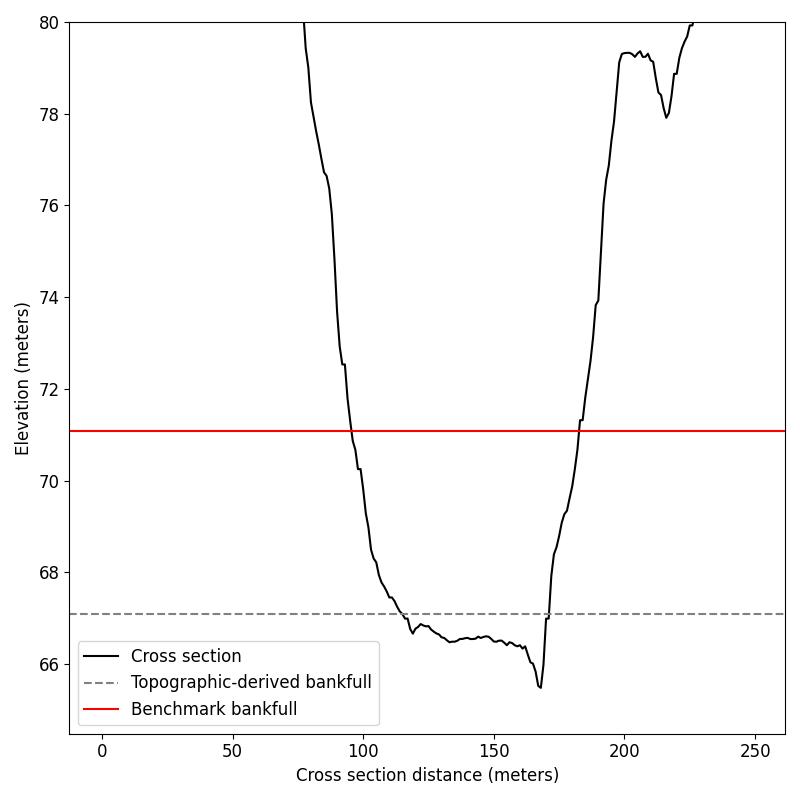 80
78
76
74
72
70
68
66
Elevation (meters)
Cross section
Topographic-derived bankfull
Benchmark bankfull
0 50 100 150 200 250
Cross section distance (meters)